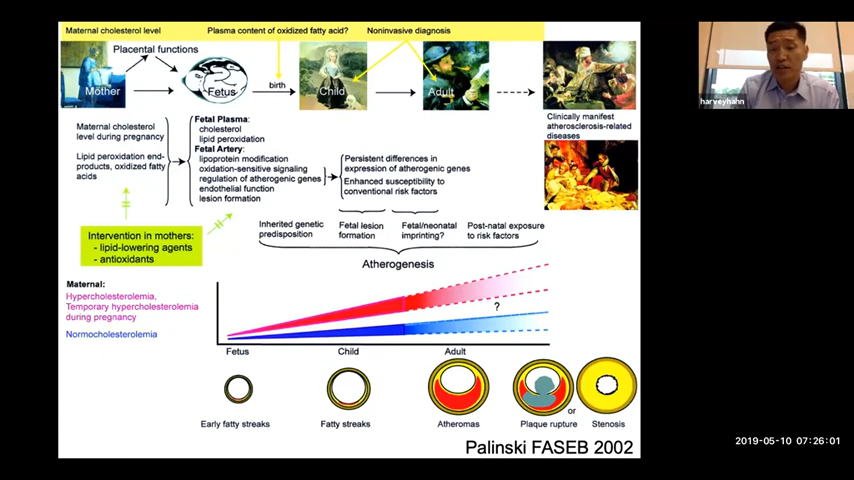 Maternal cholesterol level
Plasma content of oxidized fatty acid?
Noninvasive diagnosis
Placental functions
Mother
Fetus
birth
Child
Adult
harveyhahn
Clinically manifest
atherosclerosis-related
diseases
Maternal cholesterol
level during pregnancy
Lipid peroxidation end-
products, oxidized fatty
acids
Fetal Plasma:
cholesterol
lipid peroxidation
Fetal Artery:
lipoprotein modification
oxidation-sensitive signaling
regulation of atherogenic genes
endothelial function
lesion formation
Persistent differences in
expression of atherogenic genes
Enhanced susceptibility to
conventional risk factors
Intervention in mothers:
- lipid-lowering agents
- antioxidants
Inherited genetic
predisposition
Fetal lesion
formation
Fetal/neonatal
imprinting?
Post-natal exposure
to risk factors
Atherogenesis
Maternal:
Hypercholesterolemia,
Temporary hypercholesterolemia
during pregnancy
Normocholesterolemia
?
Fetus
Child
Adult
Early fatty streaks
Fatty streaks
Atheromas
Plaque rupture
or
Stenosis
Palinski FASEB 2002
2019-05-10 07:26:01